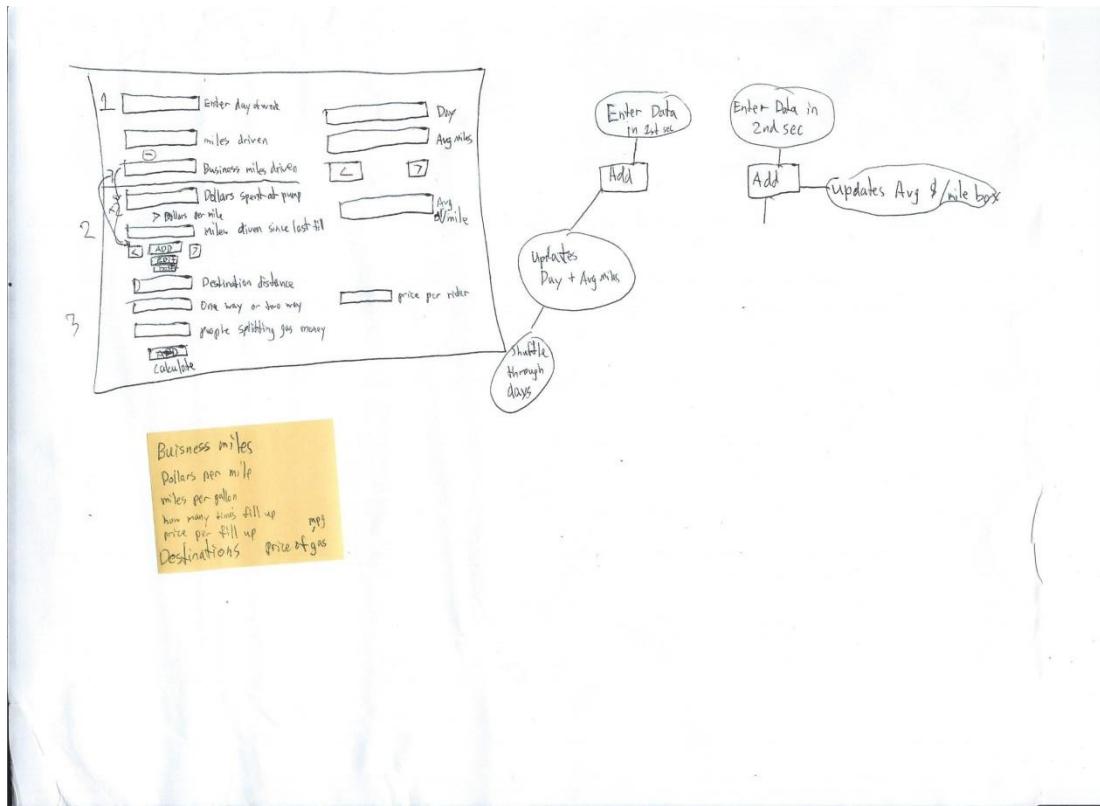 1
Enter day of week
miles driven
Business miles driven
Dollars spent at pump
x2
> Dollars per mile
2
miles driven since last fill
< ADD >
EDIT
Destination distance
One way or two way
3
people splitting gas money
ADD
Calculate
Day
Avg miles
< >
Avg
$/mile
price per rider
Enter Data
in 1st sec
Add
Updates
Day + Avg miles
Shuttle
through
days
Enter Data in
2nd sec
Add
updates Avg $/mile box
Buisness miles
Dollars per mile
miles per gallon
how many times fill up
price per fill up
mpg
Destinations price of gas